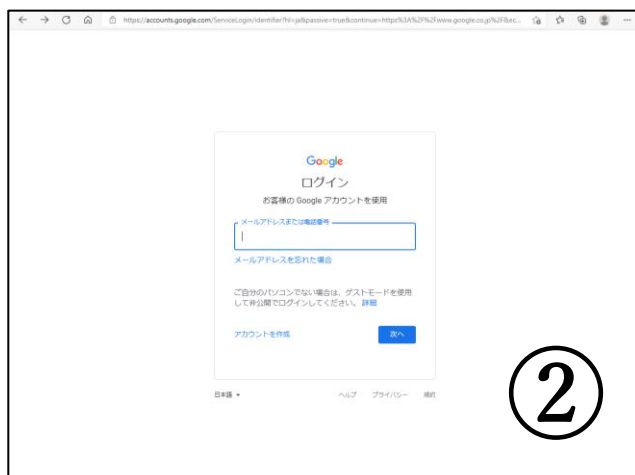 https://accounts.google.com/ServiceLogin/identifier?hl=ja&passive=true&continue=https%3A%2F%2Fwww.google.co.jp%2F&ec...
Google
ログイン
お客様の Google アカウントを使用
メールアドレスまたは電話番号
メールアドレスを忘れた場合
ご自分のパソコンでない場合は、ゲストモードを使用
して非公開でログインしてください。 詳細
アカウントを作成 次へ
日本語 ヘルプ プライバシー 規約
②